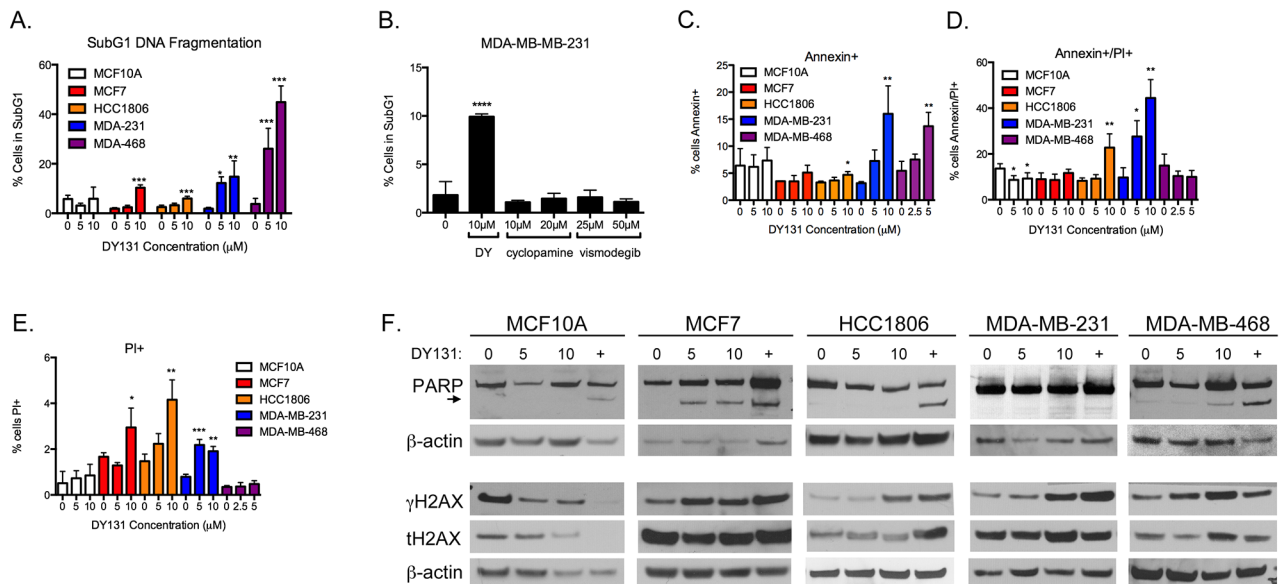 A.
SubG1 DNA Fragmentation
% Cells in SubG1
60
40
20
0
MCF10A
MCF7
HCC1806
MDA-231
MDA-468
*** *** * ** *** ***
0 5 10 0 5 10 0 5 10 0 5 10 0 5 10
DY131 Concentration (μM)
B.
MDA-MB-MB-231
% Cells in SubG1
15
10
5
0
****
0 10μM 10μM 20μM 25μM 50μM
DY cyclopamine vismodegib
C.
Annexin+
% cells Annexin+
25
20
15
10
5
0
MCF10A
MCF7
HCC1806
MDA-MB-231
MDA-MB-468
* ** **
0 5 10 0 5 10 0 5 10 0 5 10 0 2.5 5
DY131 Concentration (μM)
D.
Annexin+/PI+
% cells Annexin/PI+
60
40
20
0
MCF10A
MCF7
HCC1806
MDA-MB-231
MDA-MB-468
* * ** * **
0 5 10 0 5 10 0 5 10 0 5 10 0 2.5 5
DY131 Concentration (μM)
E.
PI+
% cells PI+
6
4
2
0
MCF10A
MCF7
HCC1806
MDA-MB-231
MDA-MB-468
* ** *** **
0 5 10 0 5 10 0 5 10 0 5 10 0 2.5 5
DY131 Concentration (μM)
F.
MCF10A MCF7 HCC1806 MDA-MB-231 MDA-MB-468
DY131: 0 5 10 + 0 5 10 + 0 5 10 + 0 5 10 + 0 5 10 +
PARP
β-actin
γH2AX
tH2AX
β-actin